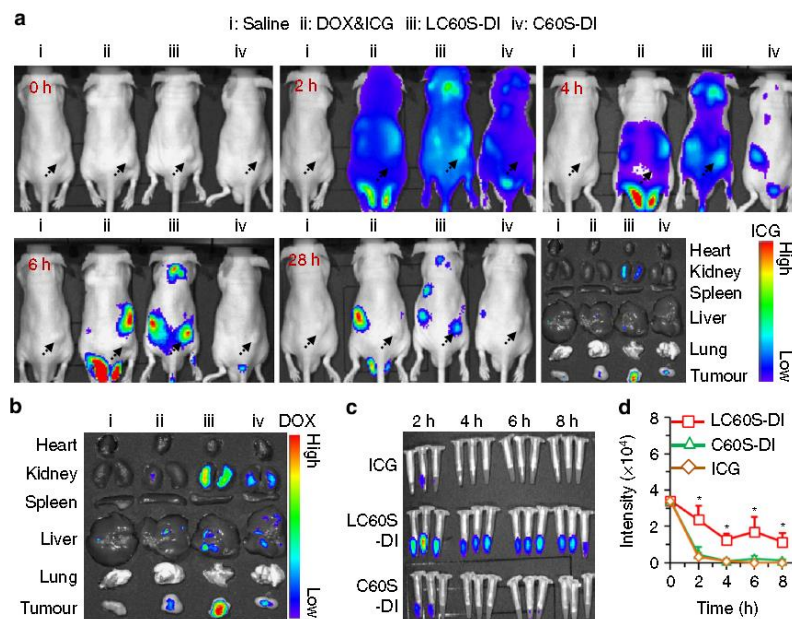 a
i: Saline ii: DOX&ICG iii: LC60S-DI iv: C60S-DI
i ii iii iv i ii iii iv i ii iii iv
0 h 2 h 4 h
i ii iii iv i ii iii iv i ii iii iv ICG
6 h 28 h
Heart
Kidney
Spleen
Liver
Lung
Tumour
High
Low
b
i ii iii iv DOX
Heart
Kidney
Spleen
Liver
Lung
Tumour
High
Low
c
2 h 4 h 6 h 8 h
ICG
LC60S
-DI
C60S
-DI
d
LC60S-DI
C60S-DI
ICG
Intensity (×10⁴)
8
6
4
2
0
* * * *
0 2 4 6 8
Time (h)